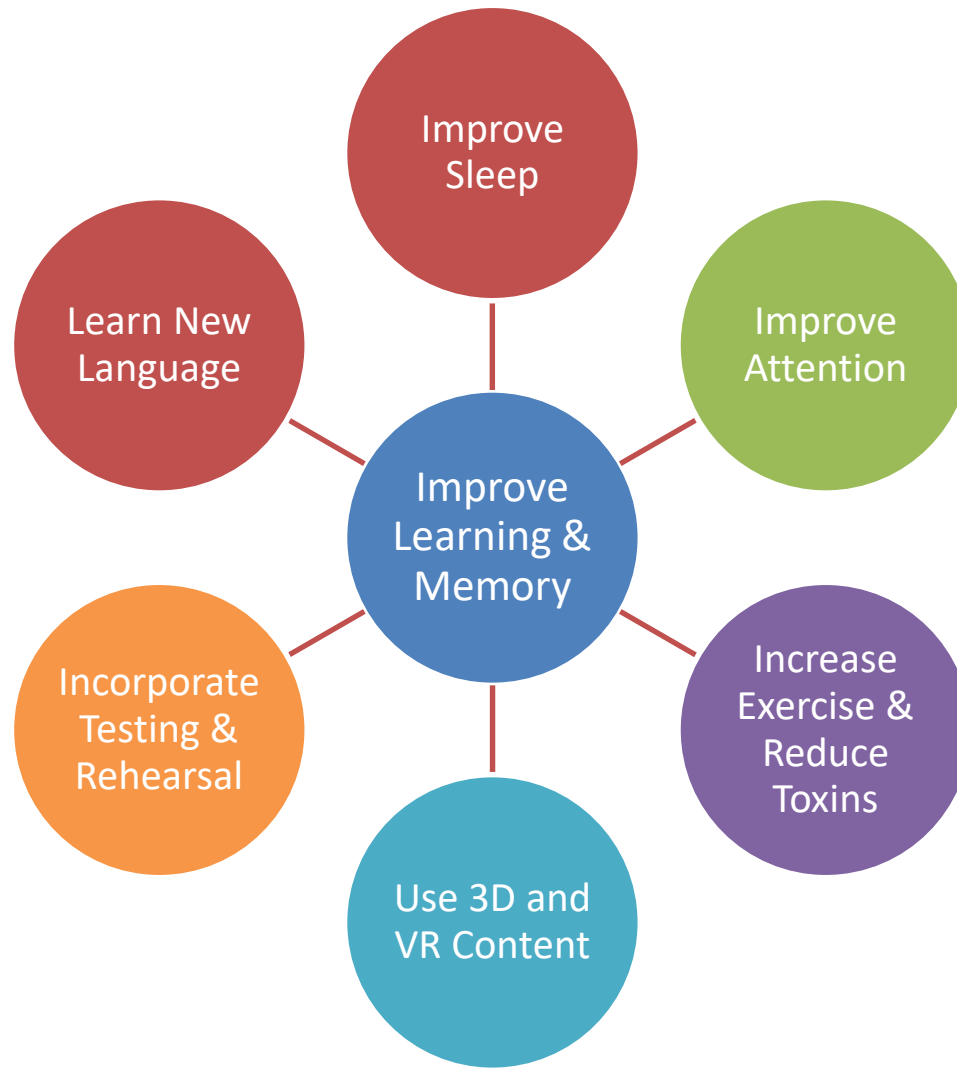 Improve
Sleep
Learn New
Language
Improve
Attention
Improve
Learning &
Memory
Incorporate
Testing &
Rehearsal
Increase
Exercise &
Reduce
Toxins
Use 3D and
VR Content